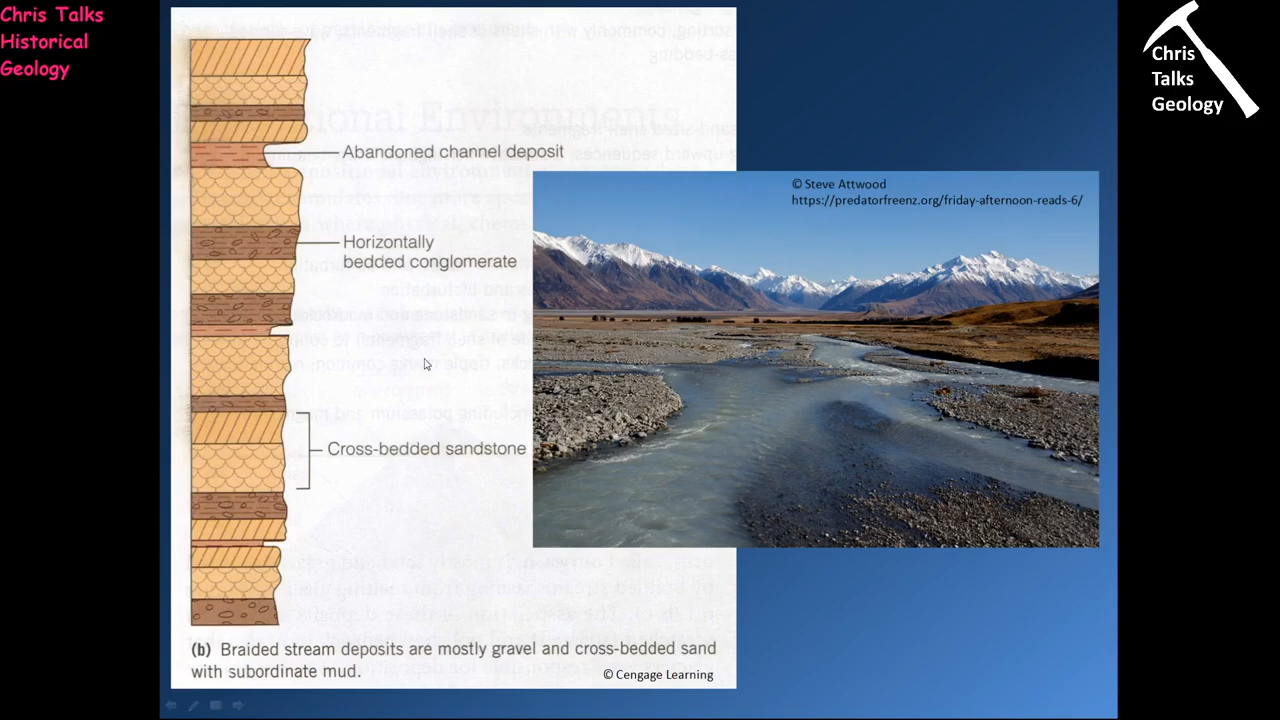 Chris Talks
Historical
Geology
Chris
Talks
Geology
Abandoned channel deposit
© Steve Attwood
https://predatorfreenz.org/friday-afternoon-reads-6/
Horizontally
bedded conglomerate
Cross-bedded sandstone
(b) Braided stream deposits are mostly gravel and cross-bedded sand
with subordinate mud.
© Cengage Learning